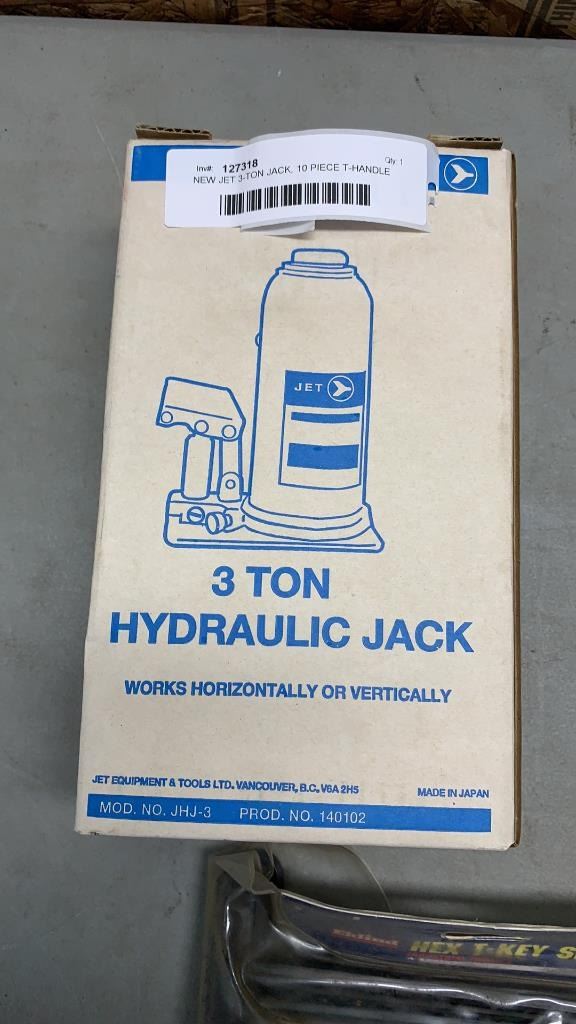 Inv#: 127318 Qty: 1
NEW JET 3-TON JACK, 10 PIECE T-HANDLE
JET
3 TON
HYDRAULIC JACK
WORKS HORIZONTALLY OR VERTICALLY
JET EQUIPMENT & TOOLS LTD. VANCOUVER, B.C. V6A 2H5
MADE IN JAPAN
MOD. NO. JHJ-3 PROD. NO. 140102
Eklind HEX T-KEY